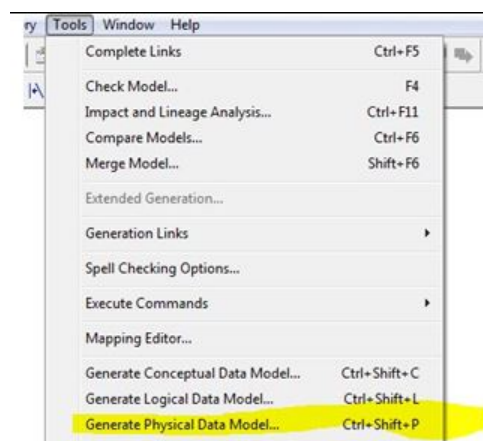 ry Tools Window Help
Complete Links Ctrl+F5
Check Model... F4
Impact and Lineage Analysis... Ctrl+F11
Compare Models... Ctrl+F6
Merge Model... Shift+F6
Extended Generation...
Generation Links
Spell Checking Options...
Execute Commands
Mapping Editor...
Generate Conceptual Data Model... Ctrl+Shift+C
Generate Logical Data Model... Ctrl+Shift+L
Generate Physical Data Model... Ctrl+Shift+P